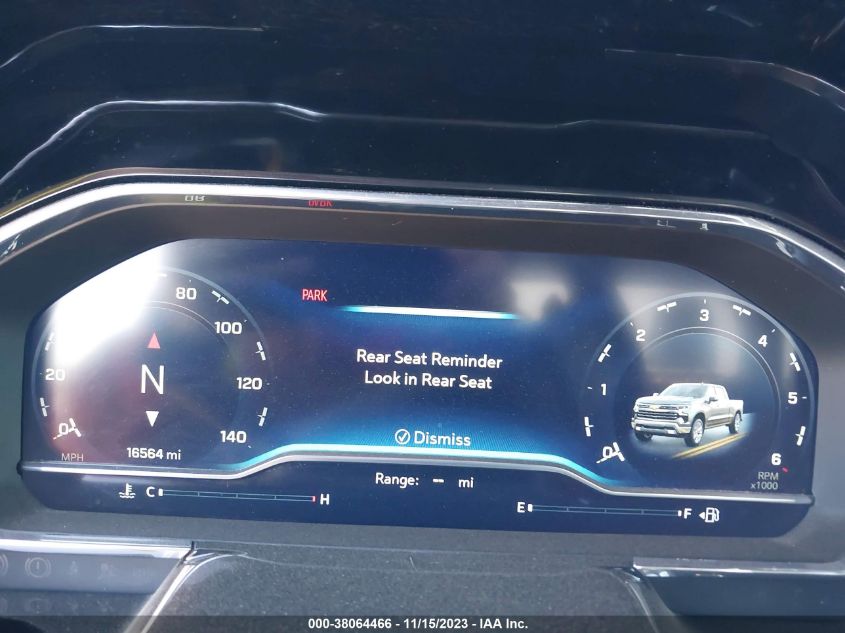 PARK
80
100
20
120
140
N
MPH
16564 mi
Rear Seat Reminder
Look in Rear Seat
Dismiss
Range: -- mi
C H
E F
1
2
3
4
5
6
RPM
x1000
000-38064466 - 11/15/2023 - IAA Inc.